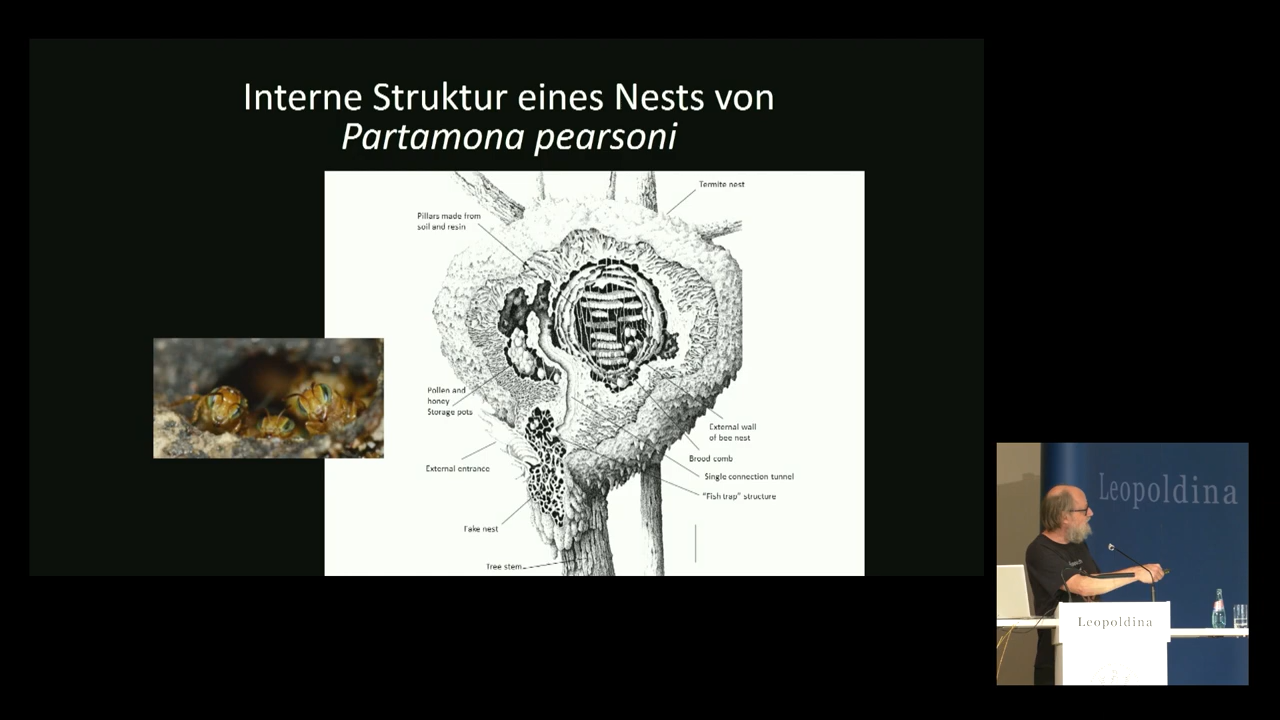 Interne Struktur eines Nests von
Partamona pearsoni
Termite nest
Pillars made from
soil and resin
Pollen and
honey
Storage pots
External wall
of bee nest
Brood comb
External entrance
Single connection tunnel
"Fish trap" structure
Fake nest
Tree stem
Leopoldina
Leopoldina